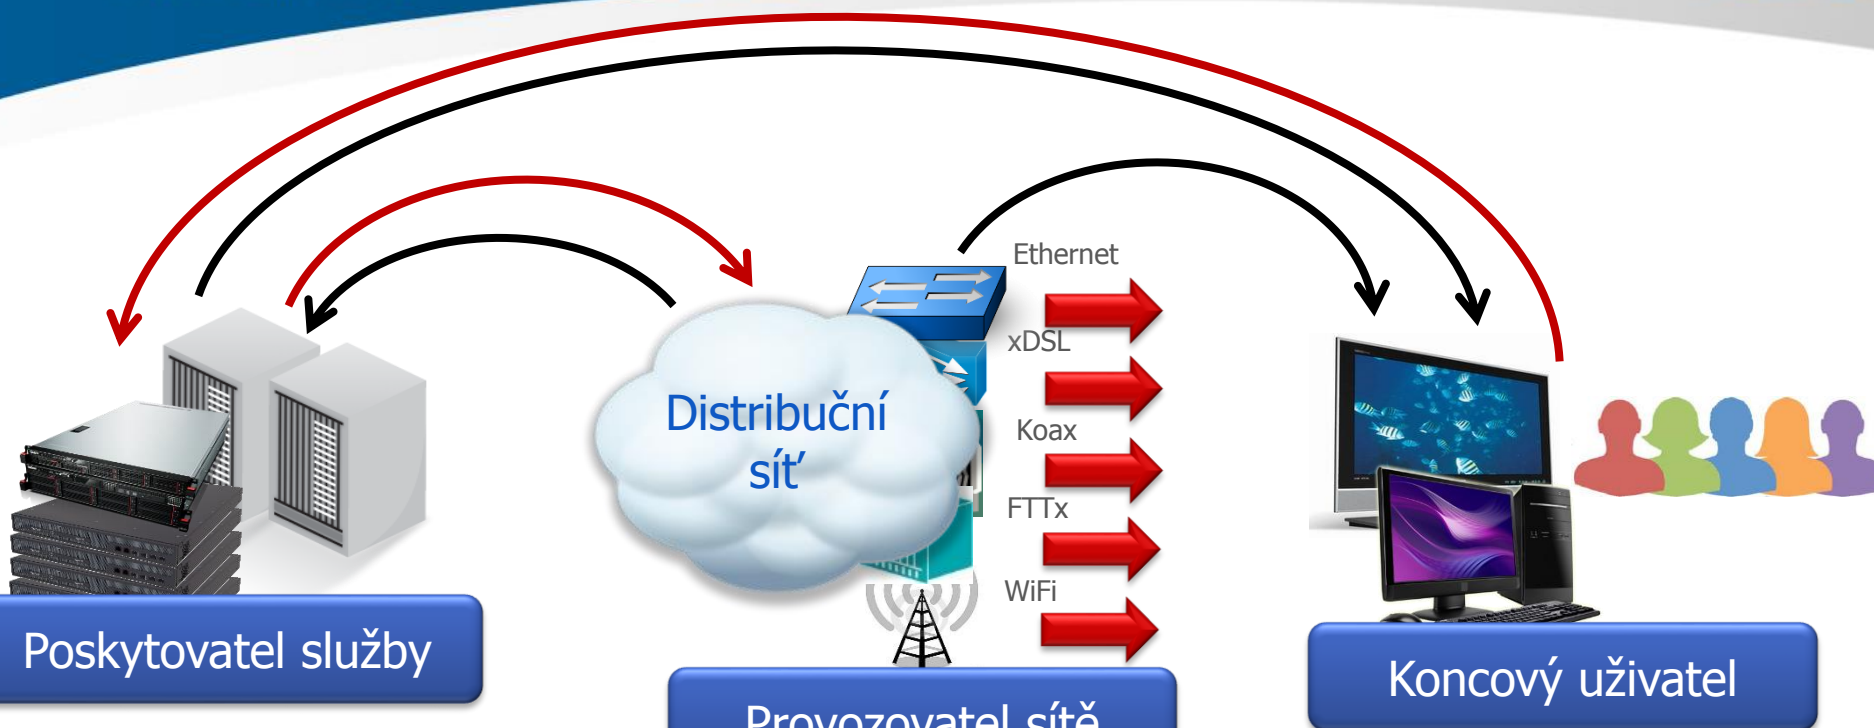 Ethernet
xDSL
Koax
FTTx
WiFi
Distribuční
síť
Poskytovatel služby
Provozovatel sítě
Koncový uživatel